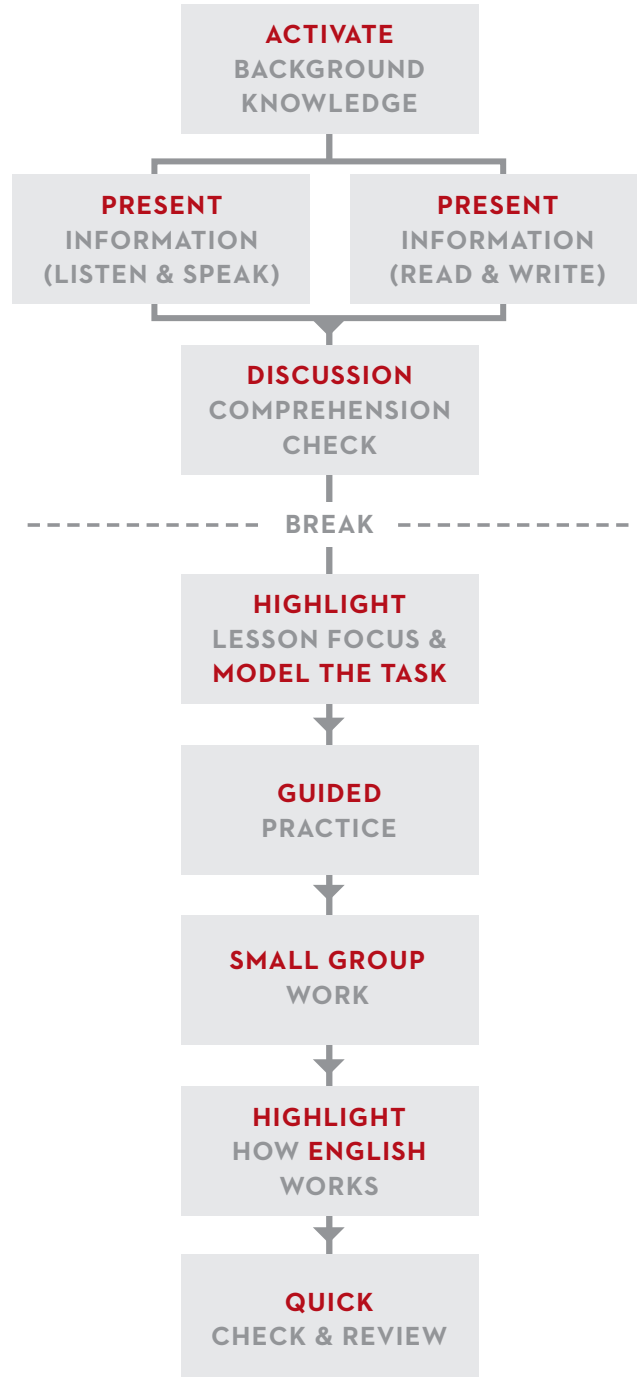 ACTIVATE
BACKGROUND
KNOWLEDGE
PRESENT
INFORMATION
(LISTEN & SPEAK)
PRESENT
INFORMATION
(READ & WRITE)
DISCUSSION
COMPREHENSION
CHECK
BREAK
HIGHLIGHT
LESSON FOCUS &
MODEL THE TASK
GUIDED
PRACTICE
SMALL GROUP
WORK
HIGHLIGHT
HOW ENGLISH
WORKS
QUICK
CHECK & REVIEW